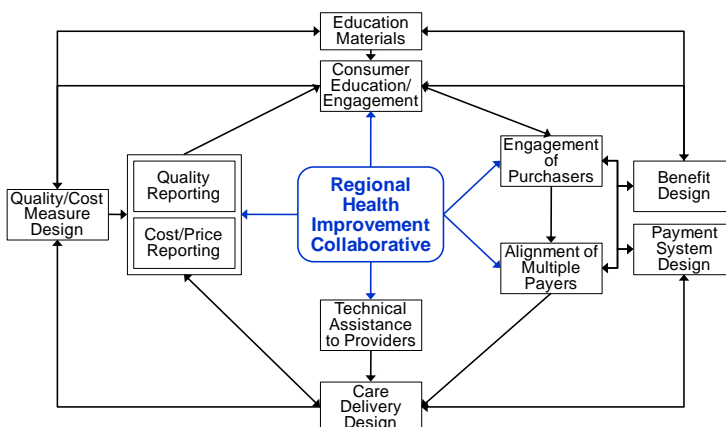 Education
Materials
Consumer
Education/
Engagement
Engagement
of
Purchasers
Quality
Reporting
Regional
Health
Improvement
Collaborative
Benefit
Design
Quality/Cost
Measure
Design
Cost/Price
Reporting
Payment
System
Design
Alignment of
Multiple
Payers
Technical
Assistance
to Providers
Care
Delivery
Design